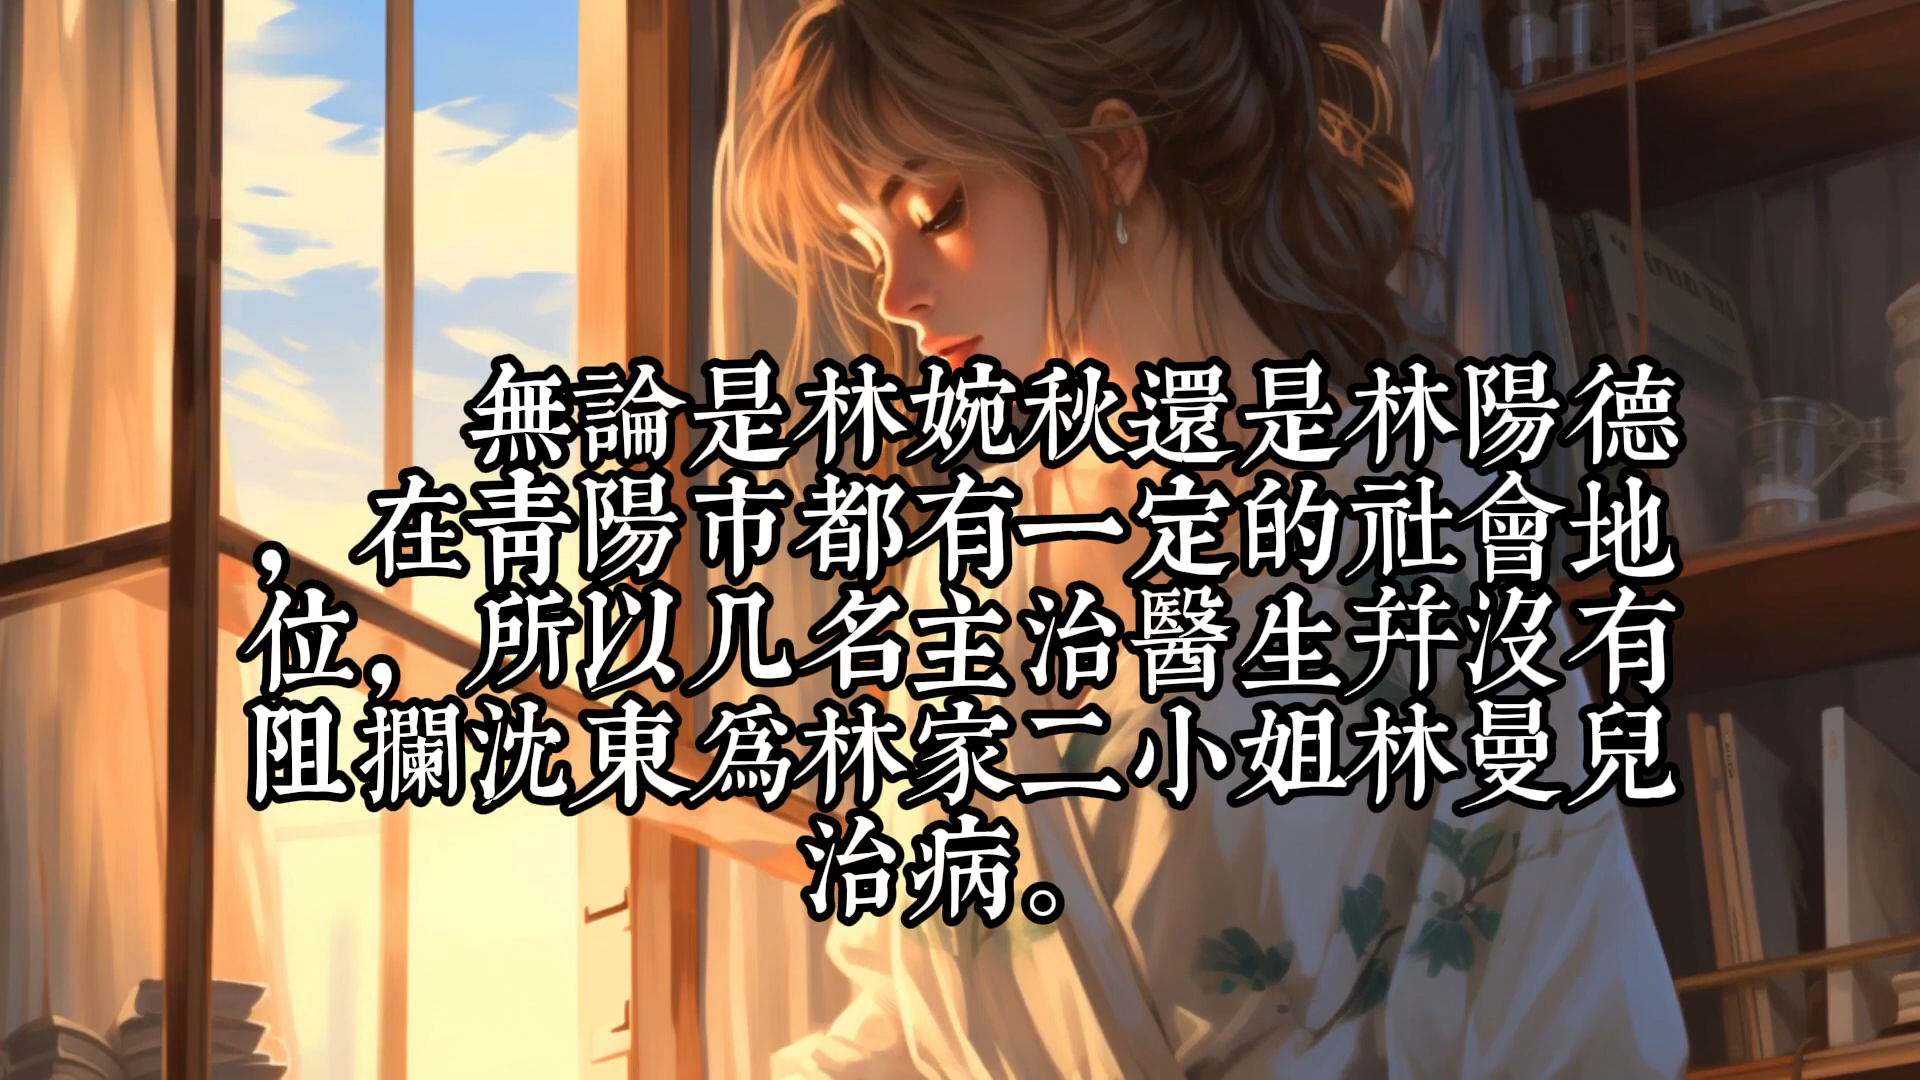 無論是林婉秋還是林陽德
，在青陽市都有一定的社會地
位，所以几名主治醫生并沒有
阻攔沈東爲林家二小姐林曼兒
治病。